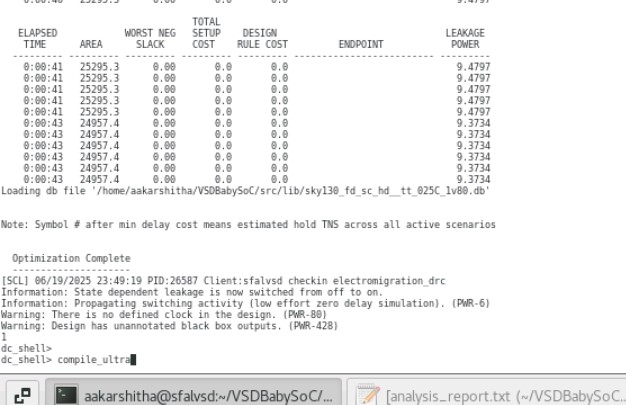 0:00:40 25295.3 0.00 0.0 0.0 9.4797
TOTAL
ELAPSED WORST NEG SETUP DESIGN LEAKAGE
TIME AREA SLACK COST RULE COST ENDPOINT POWER
--------- --------- --------- --------- --------- ------------------------- ---------
0:00:41 25295.3 0.00 0.0 0.0 9.4797
0:00:41 25295.3 0.00 0.0 0.0 9.4797
0:00:41 25295.3 0.00 0.0 0.0 9.4797
0:00:41 25295.3 0.00 0.0 0.0 9.4797
0:00:41 25295.3 0.00 0.0 0.0 9.4797
0:00:43 24957.4 0.00 0.0 0.0 9.3734
0:00:43 24957.4 0.00 0.0 0.0 9.3734
0:00:43 24957.4 0.00 0.0 0.0 9.3734
0:00:43 24957.4 0.00 0.0 0.0 9.3734
0:00:43 24957.4 0.00 0.0 0.0 9.3734
0:00:43 24957.4 0.00 0.0 0.0 9.3734
Loading db file '/home/aakarshitha/VSDBabySoC/src/lib/sky130_fd_sc_hd__tt_025C_1v80.db'
Note: Symbol # after min delay cost means estimated hold TNS across all active scenarios
Optimization Complete
---------------------
[SCL] 06/19/2025 23:49:19 PID:26587 Client:sfalvsd checkin electromigration_drc
Information: State dependent leakage is now switched from off to on.
Information: Propagating switching activity (low effort zero delay simulation). (PWR-6)
Warning: There is no defined clock in the design. (PWR-80)
Warning: Design has unannotated black box outputs. (PWR-428)
1
dc_shell>
dc_shell> compile_ultra
aakarshitha@sfalvsd:~/VSDBabySoC/... [analysis_report.txt (~/VSDBabySoC...